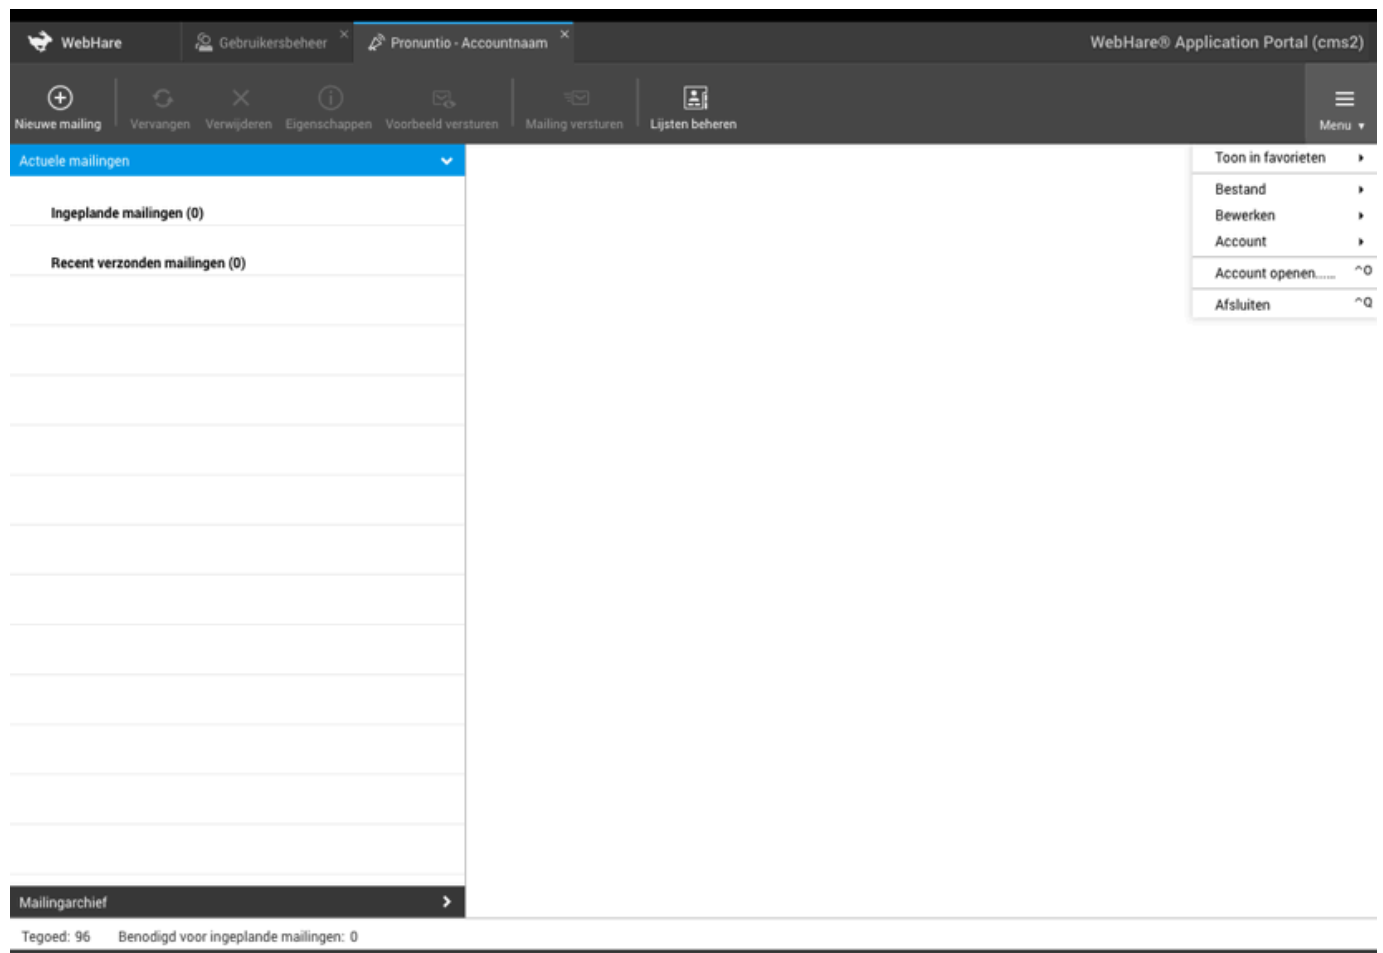 WebHare
Gebruikersbeheer ×
Pronuntio - Accountnaam ×
WebHare® Application Portal (cms2)
Nieuwe mailing
Vervangen
Verwijderen
Eigenschappen
Voorbeeld versturen
Mailing versturen
Lijsten beheren
Menu ▾
Actuele mailingen
Ingeplande mailingen (0)
Recent verzonden mailingen (0)
Toon in favorieten
Bestand
Bewerken
Account
Account openen...... ^O
Afsluiten ^Q
Mailingarchief
Tegoed: 96 Benodigd voor ingeplande mailingen: 0